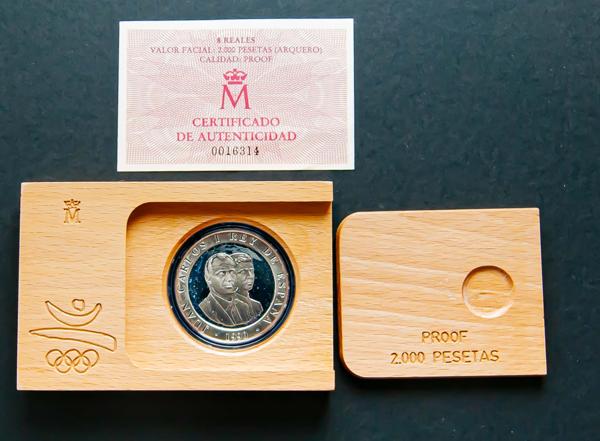 8 REALES
VALOR FACIAL: 2.000 PESETAS (ARQUERO)
CALIDAD: PROOF
M
CERTIFICADO
DE AUTENTICIDAD
0016314
M
JUAN CARLOS I REY DE ESPAÑA
PROOF
2.000 PESETAS